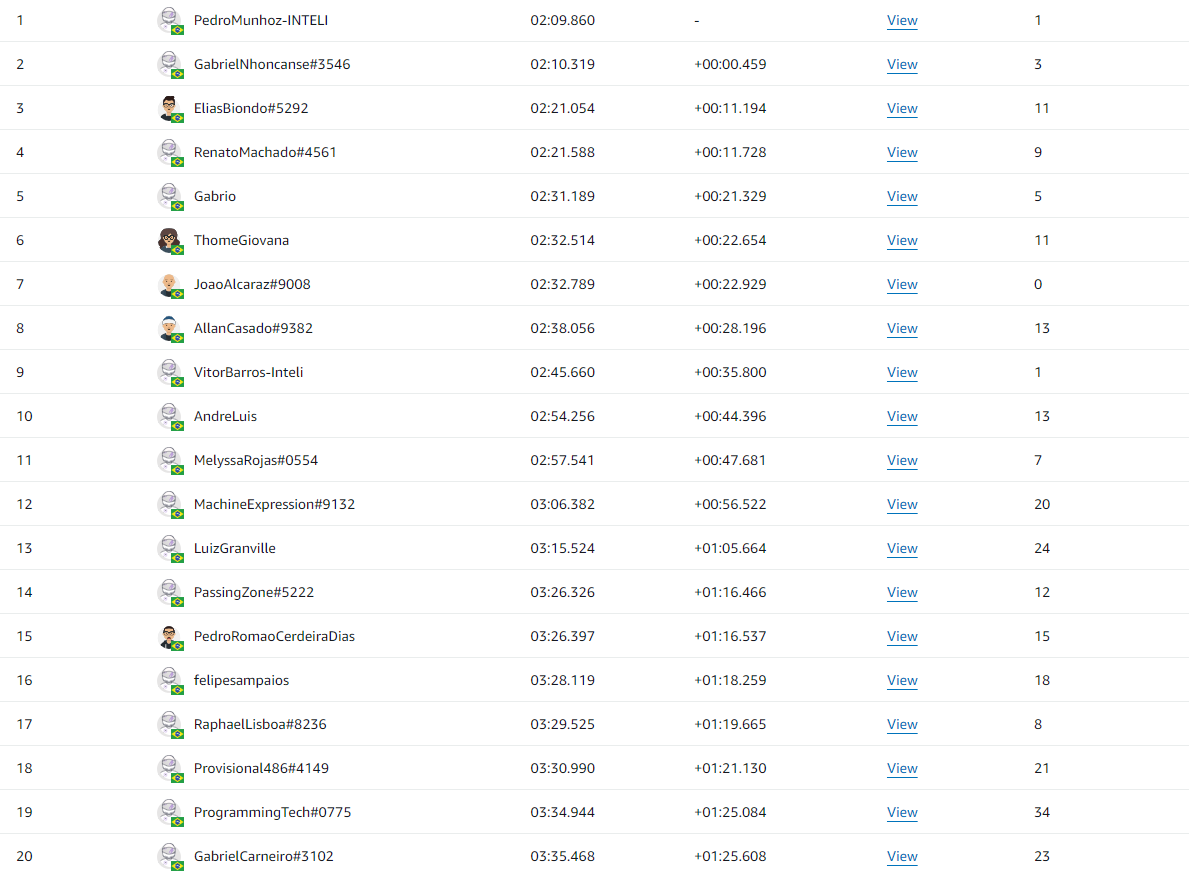 1 PedroMunhoz-INTELI 02:09.860 - View 1
2 GabrielNhoncanse#3546 02:10.319 +00:00.459 View 3
3 EliasBiondo#5292 02:21.054 +00:11.194 View 11
4 RenatoMachado#4561 02:21.588 +00:11.728 View 9
5 Gabrio 02:31.189 +00:21.329 View 5
6 ThomeGiovana 02:32.514 +00:22.654 View 11
7 JoaoAlcaraz#9008 02:32.789 +00:22.929 View 0
8 AllanCasado#9382 02:38.056 +00:28.196 View 13
9 VitorBarros-Inteli 02:45.660 +00:35.800 View 1
10 AndreLuis 02:54.256 +00:44.396 View 13
11 MelyssaRojas#0554 02:57.541 +00:47.681 View 7
12 MachineExpression#9132 03:06.382 +00:56.522 View 20
13 LuizGranville 03:15.524 +01:05.664 View 24
14 PassingZone#5222 03:26.326 +01:16.466 View 12
15 PedroRomaoCerdeiraDias 03:26.397 +01:16.537 View 15
16 felipesampaios 03:28.119 +01:18.259 View 18
17 RaphaelLisboa#8236 03:29.525 +01:19.665 View 8
18 Provisional486#4149 03:30.990 +01:21.130 View 21
19 ProgrammingTech#0775 03:34.944 +01:25.084 View 34
20 GabrielCarneiro#3102 03:35.468 +01:25.608 View 23